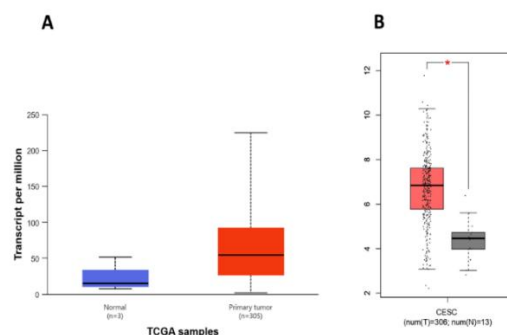 A
Transcript per million
250
200
150
100
50
0
Normal
(n=3)
Primary tumor
(n=305)
TCGA samples
B
*
12
10
8
6
4
2
CESC
(num(T)=306; num(N)=13)